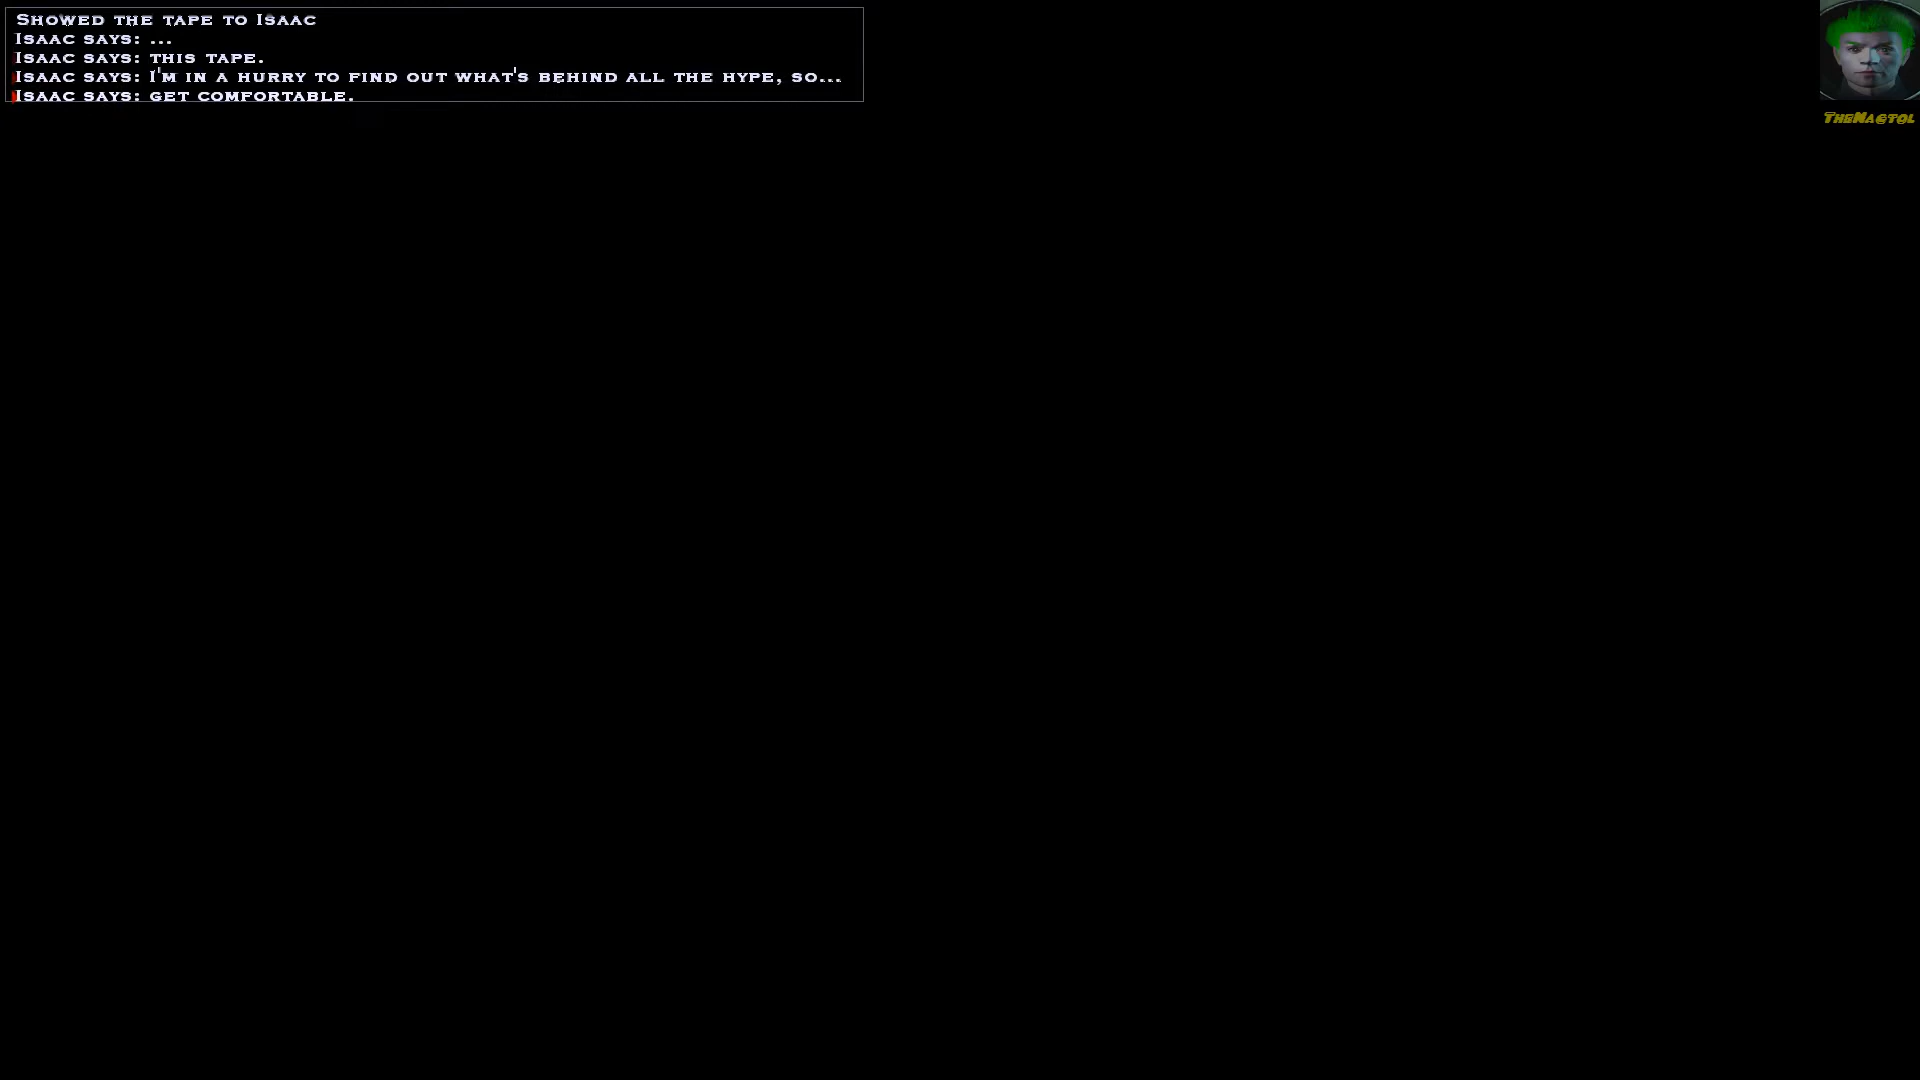 Showed the tape to Isaac
Isaac says: ...
Isaac says: this tape.
Isaac says: I'm in a hurry to find out what's behind all the hype, so...
Isaac says: get comfortable.
TheNagtol